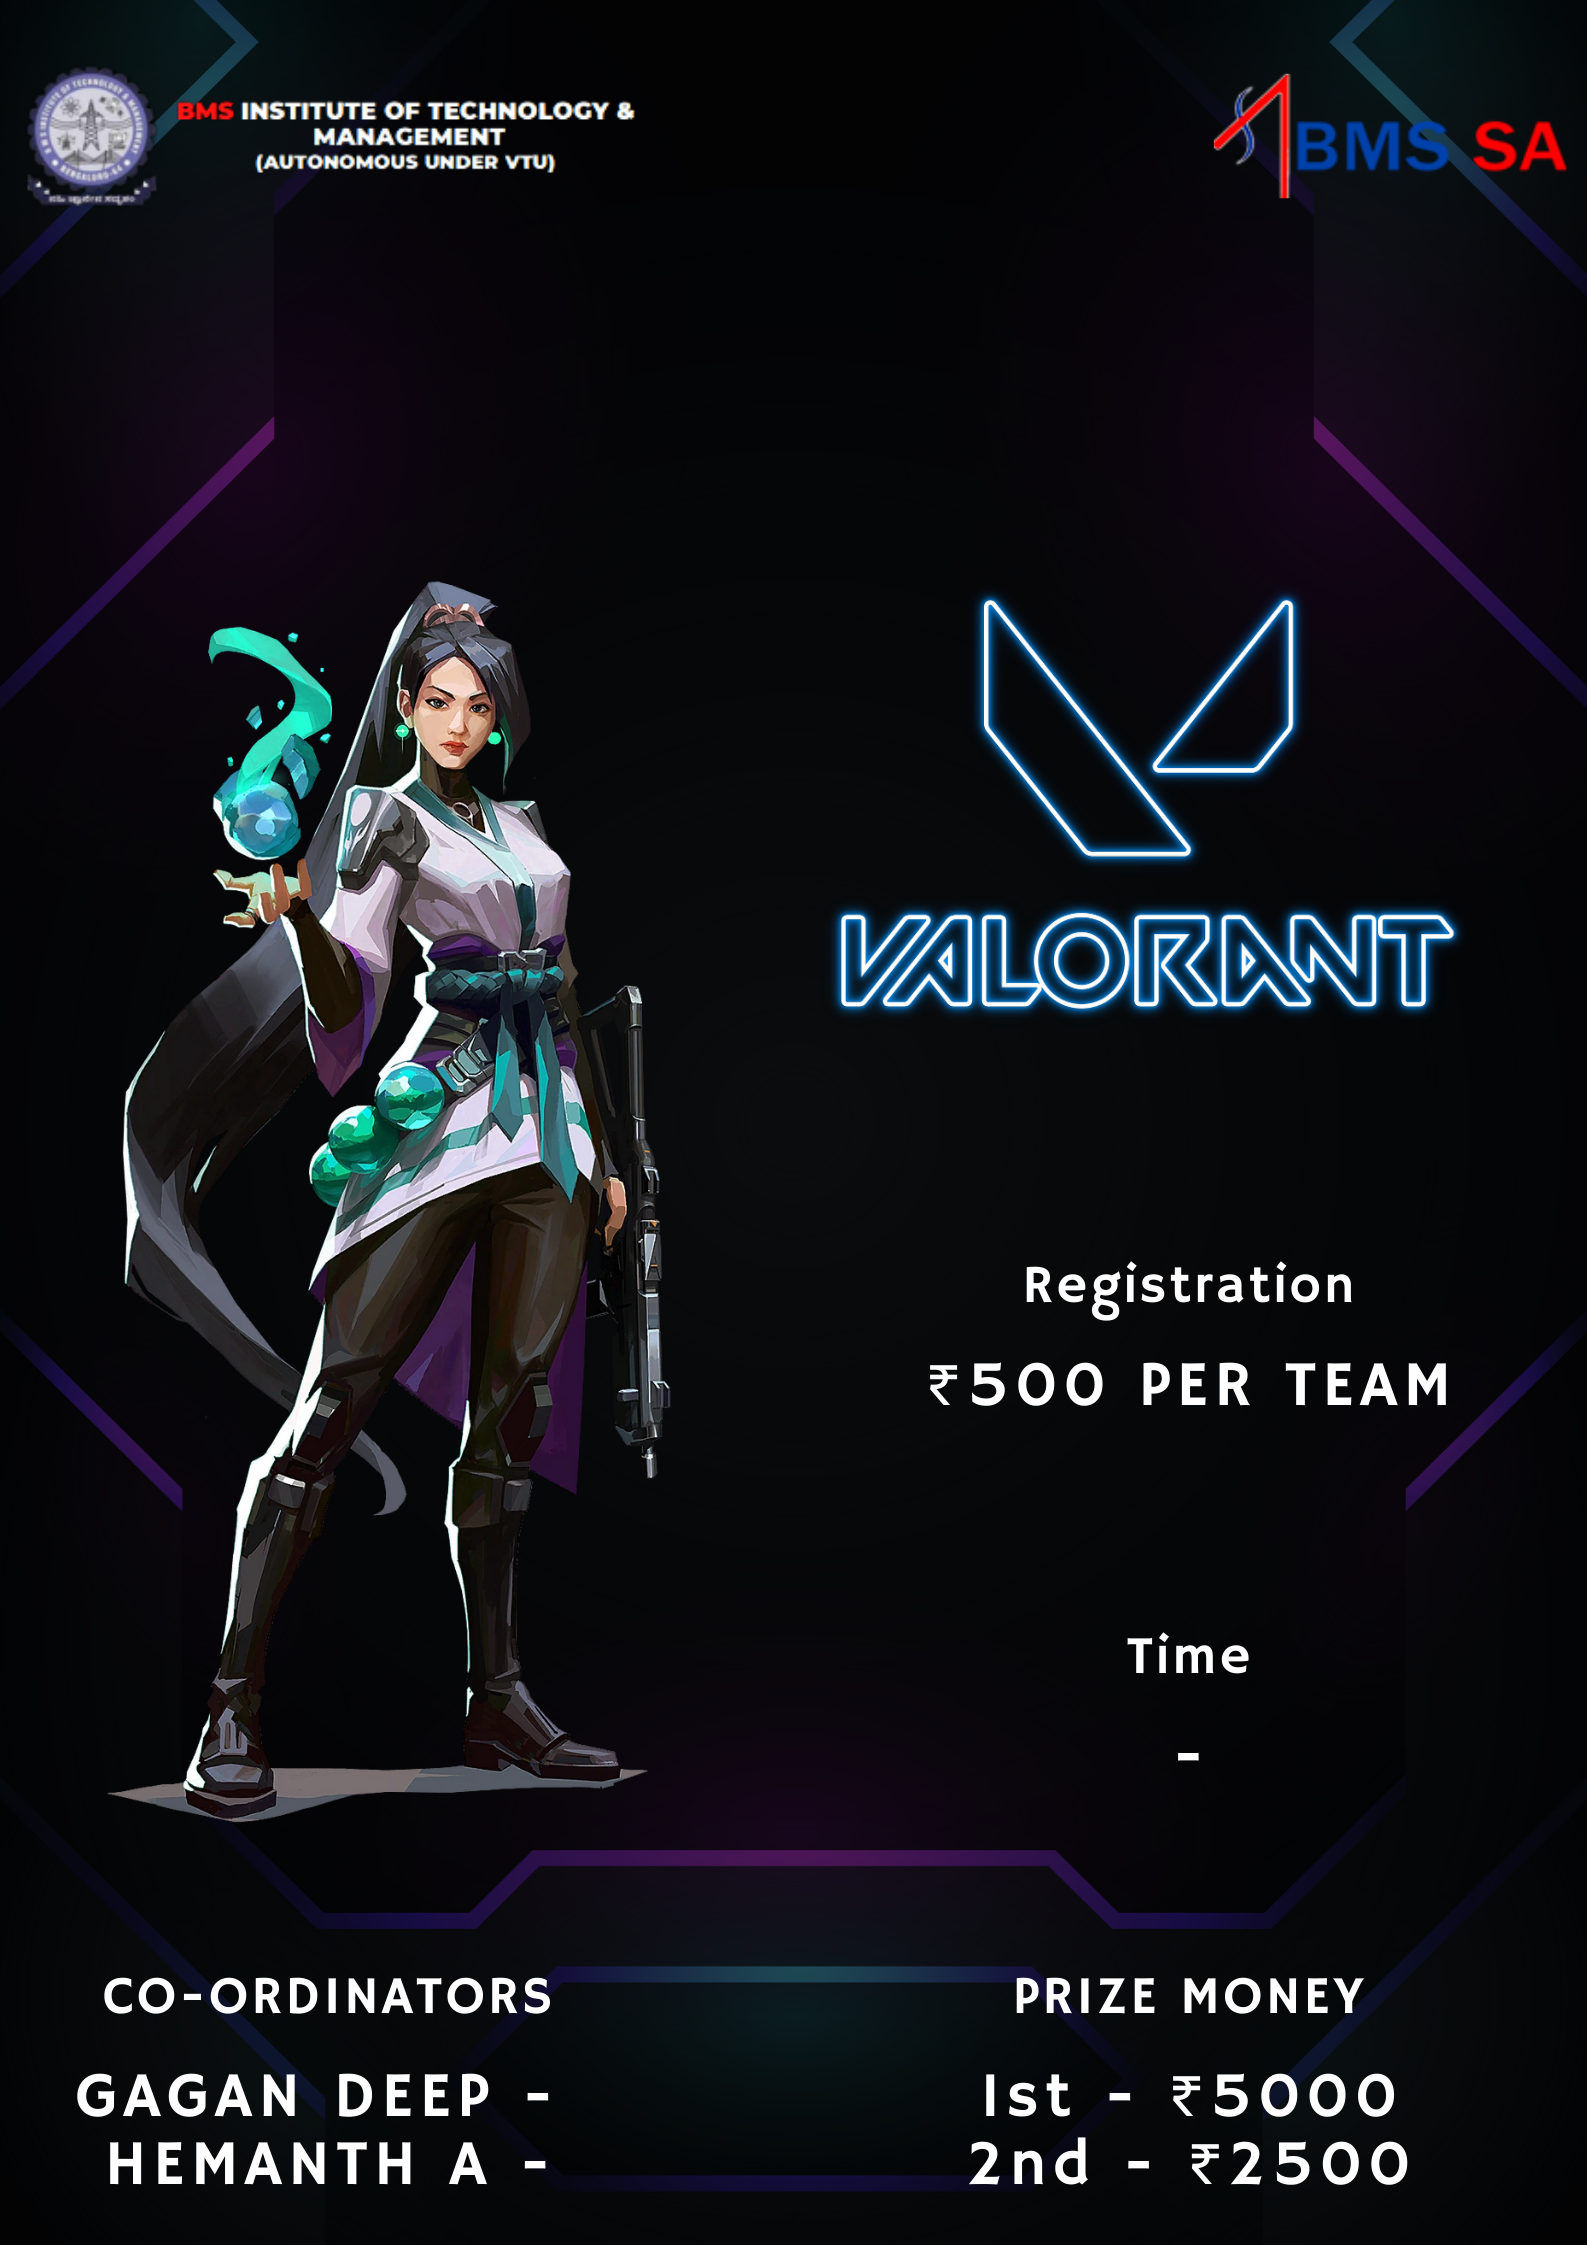 BMS INSTITUTE OF TECHNOLOGY &
MANAGEMENT
(AUTONOMOUS UNDER VTU)
BMS SA
VALORANT
Registration
₹500 PER TEAM
Time
-
CO-ORDINATORS
GAGAN DEEP -
HEMANTH A -
PRIZE MONEY
1st - ₹5000
2nd - ₹2500